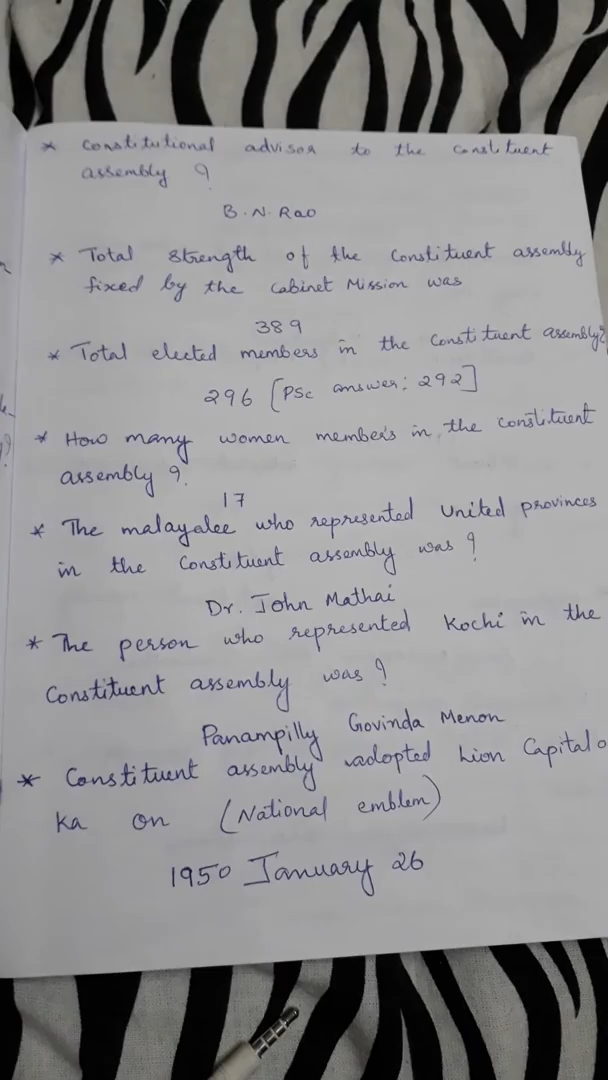 * Constitutional advisor to the constituent
assembly ?
B.N. Rao
* Total strength of the Constituent assembly
fixed by the Cabinet Mission was
389
* Total elected members in the Constituent assembly?
296 [PSC answer: 292]
* How many women members in the constituent
assembly ?
17
* The malayalee who represented United provinces
in the Constituent assembly was ?
Dr. John Mathai
* The person who represented Kochi in the
Constituent assembly was ?
Panampilly Govinda Menon
* Constituent assembly adopted Lion Capital o
ka on (National emblem)
1950 January 26